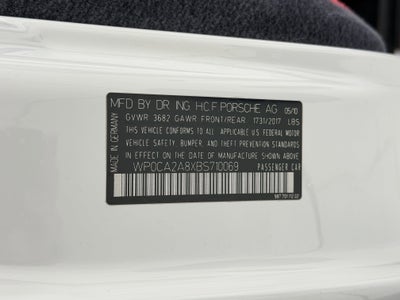 MFD BY DR ING H.C.F. PORSCHE AG 05/10
GVWR 3682 GAWR FRONT/REAR 1731/2017 LBS
THIS VEHICLE CONFORMS TO ALL APPLICABLE U.S. FEDERAL MOTOR
VEHICLE SAFETY, BUMPER, AND THEFT PREVENTION STANDARDS
IN EFFECT ON THE DATE OF MANUFACTURE SHOWN ABOVE
WP0CA2A8XBS710069 PASSENGER CAR
MADE IN GERMANY